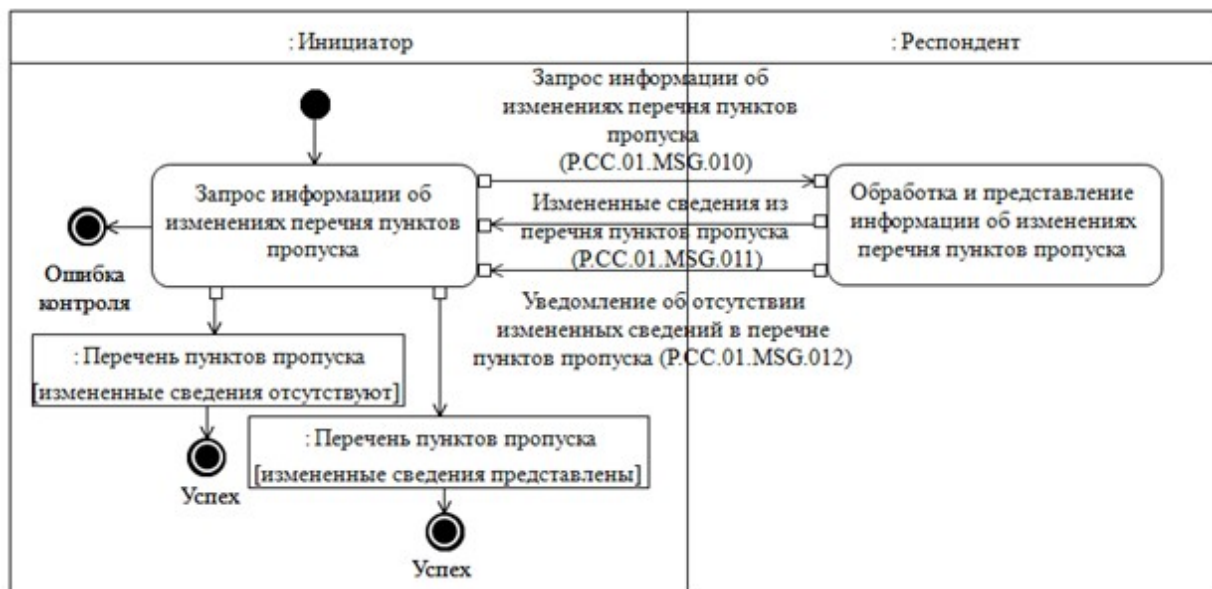 : Инициатор
: Респондент
Запрос информации об
изменениях перечня пунктов
пропуска
(P.CC.01.MSG.010)
Запрос информации об
изменениях перечня пунктов
пропуска
Измененные сведения из
перечня пунктов пропуска
(P.CC.01.MSG.011)
Обработка и представление
информации об изменениях
перечня пунктов пропуска
Ошибка
контроля
Уведомление об отсутствии
измененных сведений в перечне
пунктов пропуска (P.CC.01.MSG.012)
: Перечень пунктов пропуска
[измененные сведения отсутствуют]
: Перечень пунктов пропуска
[измененные сведения представлены]
Успех
Успех